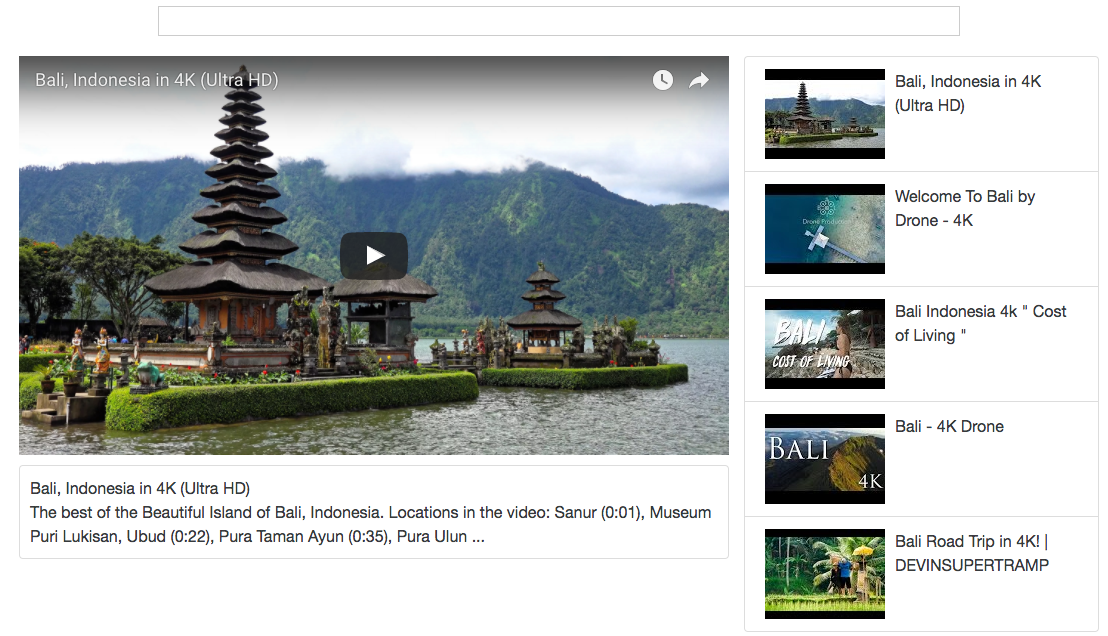 Bali, Indonesia in 4K (Ultra HD)
Bali, Indonesia in 4K (Ultra HD)
The best of the Beautiful Island of Bali, Indonesia. Locations in the video: Sanur (0:01), Museum
Puri Lukisan, Ubud (0:22), Pura Taman Ayun (0:35), Pura Ulun ...
Bali, Indonesia in 4K
(Ultra HD)
Drone Production
Welcome To Bali by
Drone - 4K
BALI
COST OF LIVING
Bali Indonesia 4k " Cost
of Living "
BALI
4K
Bali - 4K Drone
Bali Road Trip in 4K! |
DEVINSUPERTRAMP